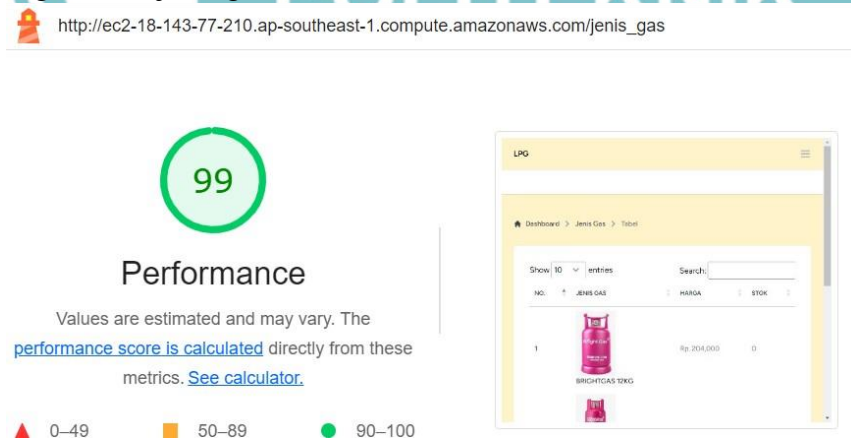 http://ec2-18-143-77-210.ap-southeast-1.compute.amazonaws.com/jenis_gas
99
Performance
Values are estimated and may vary. The
performance score is calculated directly from these
metrics. See calculator.
0–49 50–89 90–100
LPG
Dashboard > Jenis Gas > Tabel
Show 10 entries Search:
NO. JENIS GAS HARGA STOK
1 Rp. 204,000 0
BRIGHTGAS 12KG